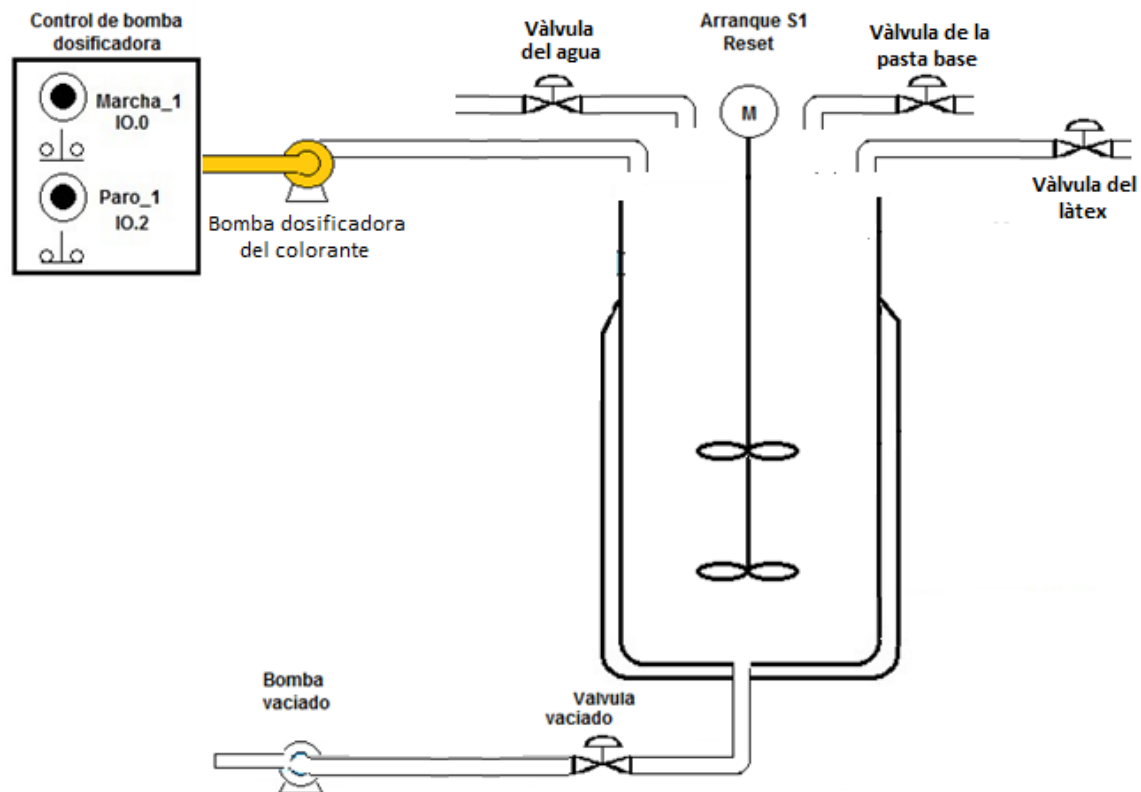 Control de bomba
dosificadora
Marcha_1
IO.0
Paro_1
IO.2
Bomba dosificadora
del colorante
Vàlvula
del agua
Arranque S1
Reset
M
Vàlvula de la
pasta base
Vàlvula del
làtex
Bomba
vaciado
Valvula
vaciado